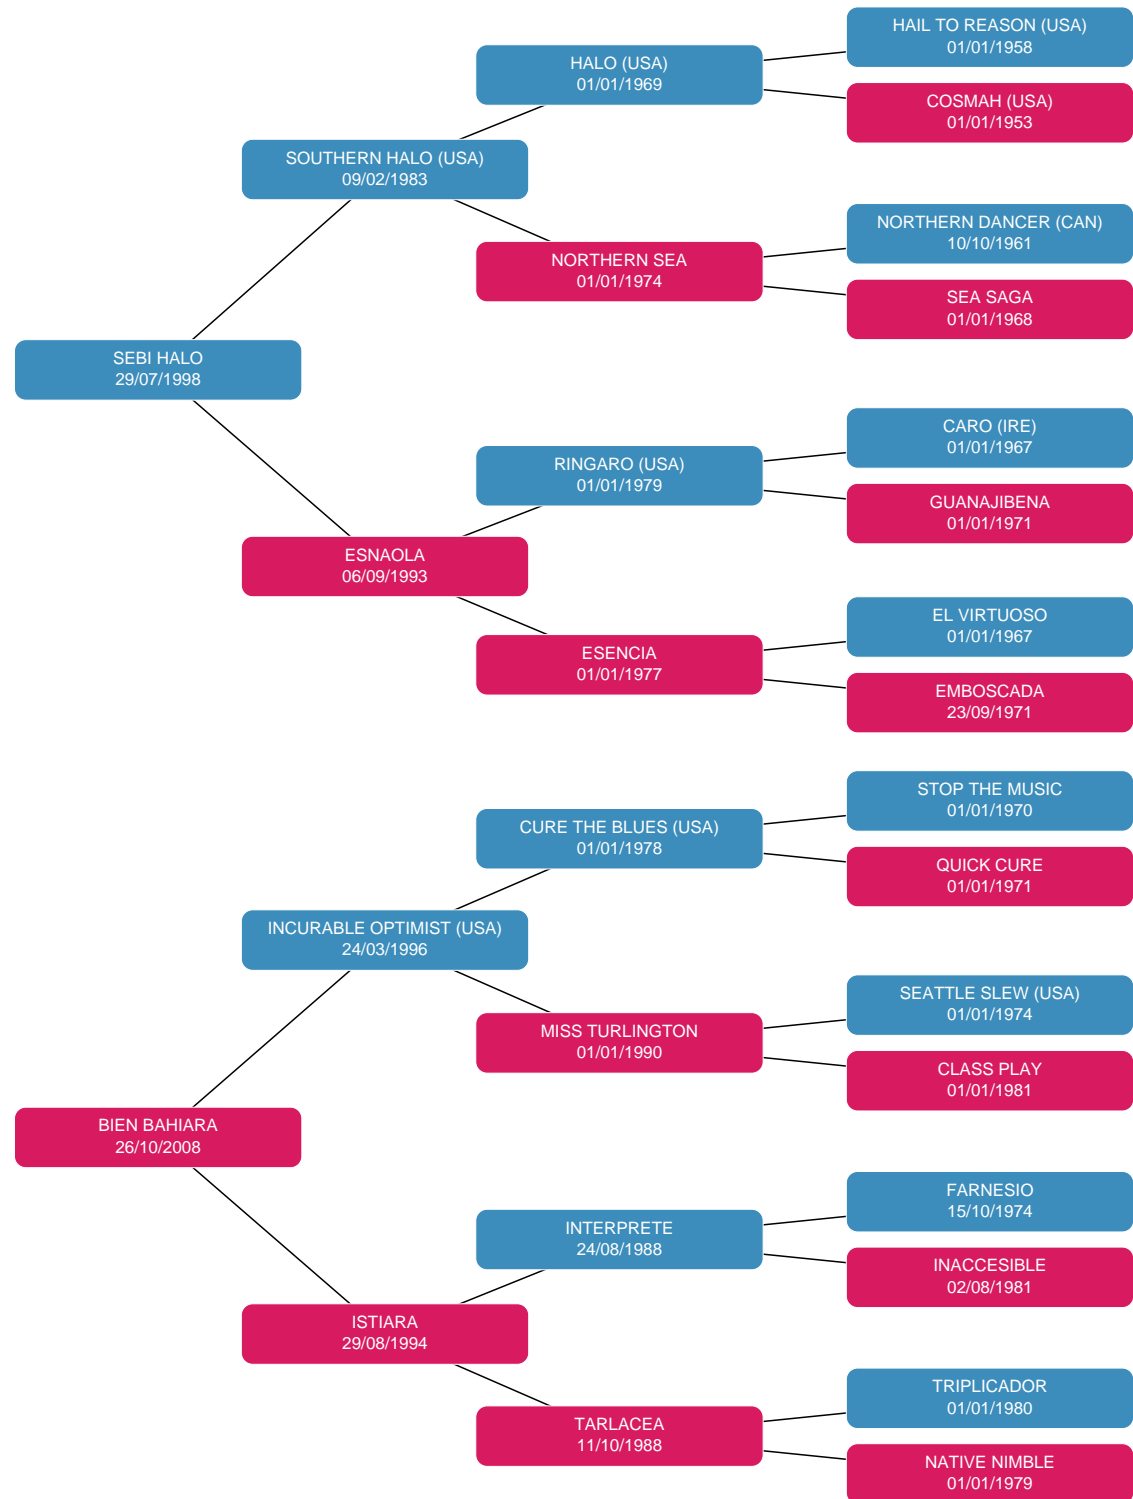 HAIL TO REASON (USA)
01/01/1958
HALO (USA)
01/01/1969
COSMAH (USA)
01/01/1953
SOUTHERN HALO (USA)
09/02/1983
NORTHERN DANCER (CAN)
10/10/1961
NORTHERN SEA
01/01/1974
SEA SAGA
01/01/1968
SEBI HALO
29/07/1998
CARO (IRE)
01/01/1967
RINGARO (USA)
01/01/1979
GUANAJIBENA
01/01/1971
ESNAOLA
06/09/1993
EL VIRTUOSO
01/01/1967
ESENCIA
01/01/1977
EMBOSCADA
23/09/1971
STOP THE MUSIC
01/01/1970
CURE THE BLUES (USA)
01/01/1978
QUICK CURE
01/01/1971
INCURABLE OPTIMIST (USA)
24/03/1996
SEATTLE SLEW (USA)
01/01/1974
MISS TURLINGTON
01/01/1990
CLASS PLAY
01/01/1981
BIEN BAHIARA
26/10/2008
FARNESIO
15/10/1974
INTERPRETE
24/08/1988
INACCESIBLE
02/08/1981
ISTIARA
29/08/1994
TRIPLICADOR
01/01/1980
TARLACEA
11/10/1988
NATIVE NIMBLE
01/01/1979